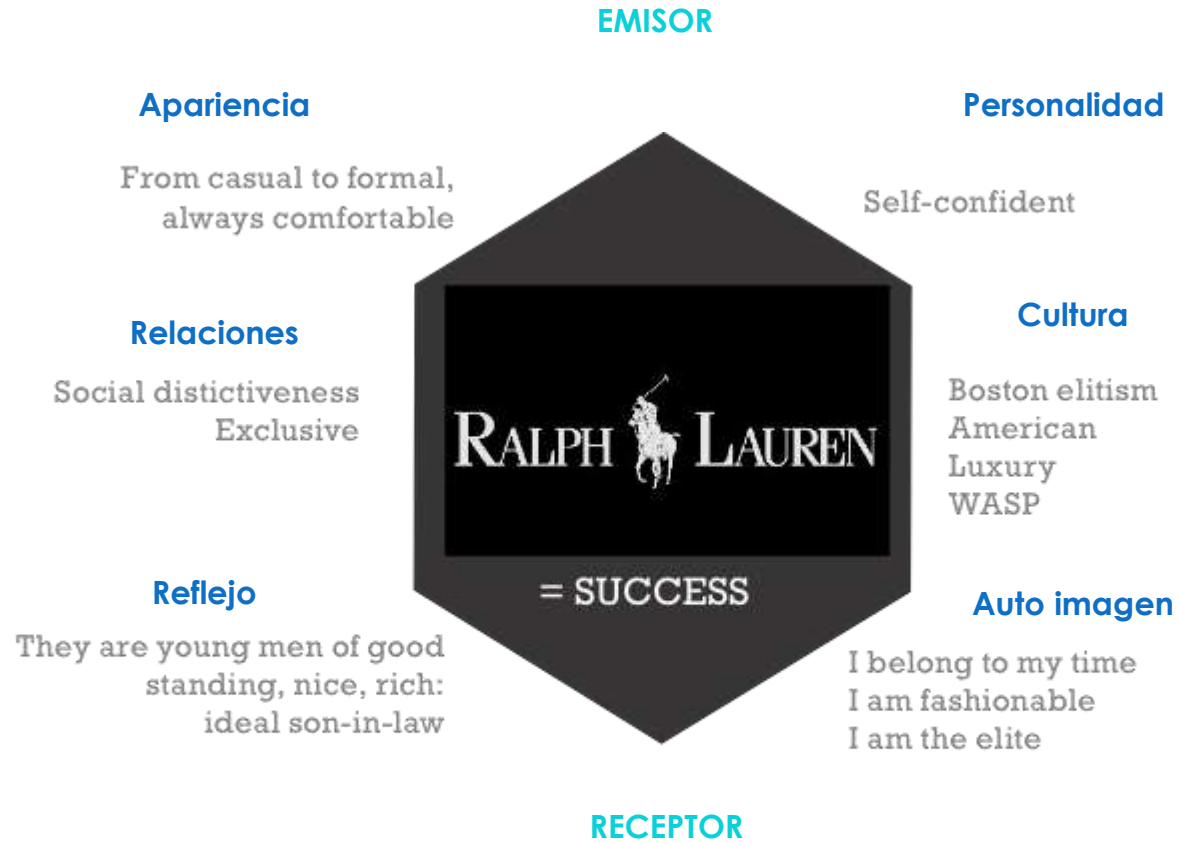 EMISOR
Apariencia
From casual to formal,
always comfortable
Personalidad
Self-confident
Relaciones
Social distictiveness
Exclusive
Cultura
Boston elitism
American
Luxury
WASP
RALPH LAUREN
= SUCCESS
Reflejo
They are young men of good
standing, nice, rich:
ideal son-in-law
Auto imagen
I belong to my time
I am fashionable
I am the elite
RECEPTOR